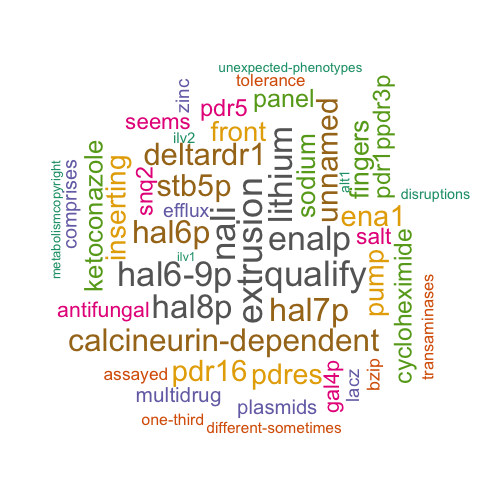 unexpected-phenotypes
tolerance
zinc
pdr5
panel
seems
front
ilv2
deltardr1
lithium
sodium
unnamed
fingers
pdr1ppdr3p
metabolismcopyright
comprises
ketoconazole
inserting
snq2
stb5p
alt1
disruptions
efflux
hal6p
nali
extrusion
enalp
ena1
salt
ilv1
hal6-9p
qualify
pump
cycloheximide
transaminases
antifungal
hal8p
hal7p
calcineurin-dependent
assayed
pdr16
pdres
gal4p
lacz
bzip
multidrug
plasmids
one-third
different-sometimes